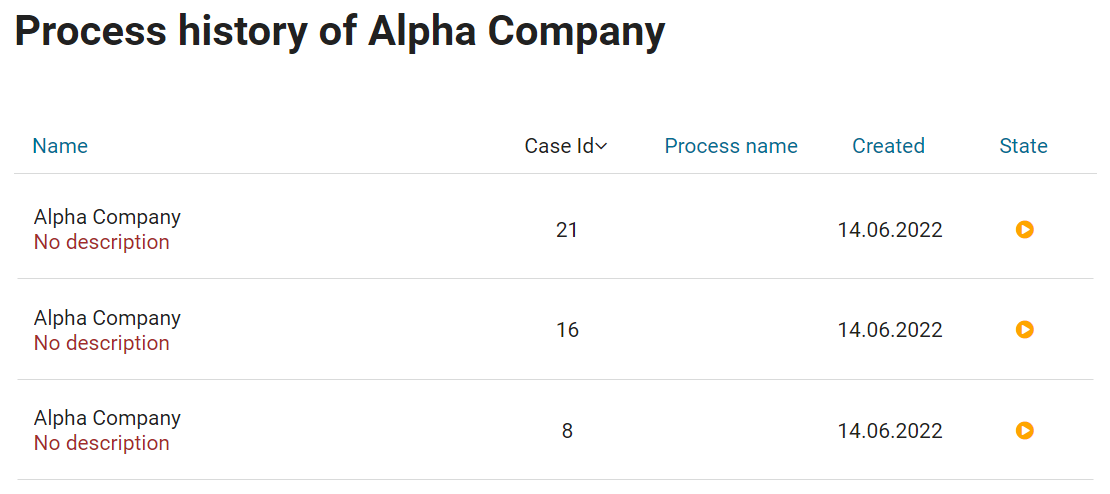 Process history of Alpha Company
Name Case Id Process name Created State
Alpha Company
No description
21 14.06.2022
Alpha Company
No description
16 14.06.2022
Alpha Company
No description
8 14.06.2022